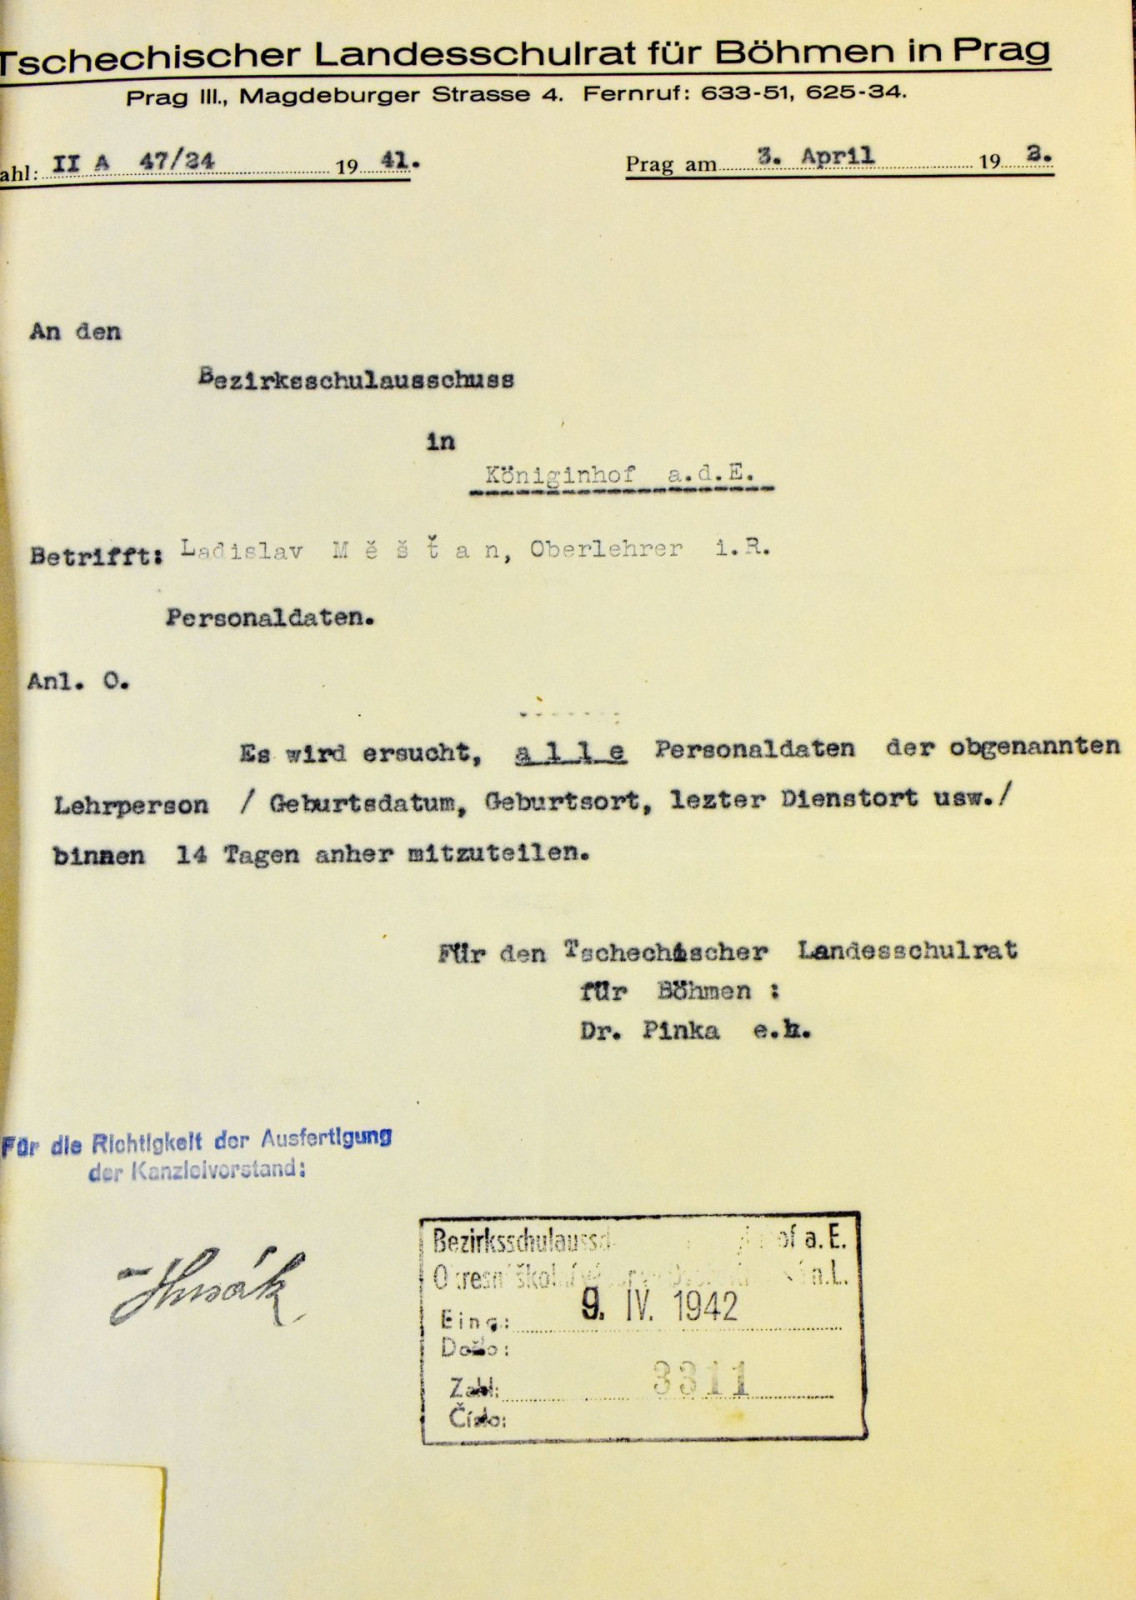 Tschechischer Landesschulrat für Böhmen in Prag
Prag III., Magdeburger Strasse 4. Fernruf: 633-51, 625-34.
ahl: II A 47/24 19 41. Prag am 3. April 19 2.
An den
Bezirksschulausschuss
in
Königinhof a.d.E.
Betrifft: Ladislav M ě š ť a n, Oberlehrer i.R.
Personaldaten.
Anl. O.
Es wird ersucht, a l l e Personaldaten der obgenannten
Lehrperson / Geburtsdatum, Geburtsort, lezter Dienstort usw./
binnen 14 Tagen anher mitzuteilen.
Für den Tschechischer Landesschulrat
für Böhmen :
Dr. Pinka e.h.
Für die Richtigkeit der Ausfertigung
der Kanzleivorstand:
Bezirksschulaussch of a. E.
a.L.
Eing.: 9. IV. 1942
Došlo:
Zahl: 3311
Číslo: